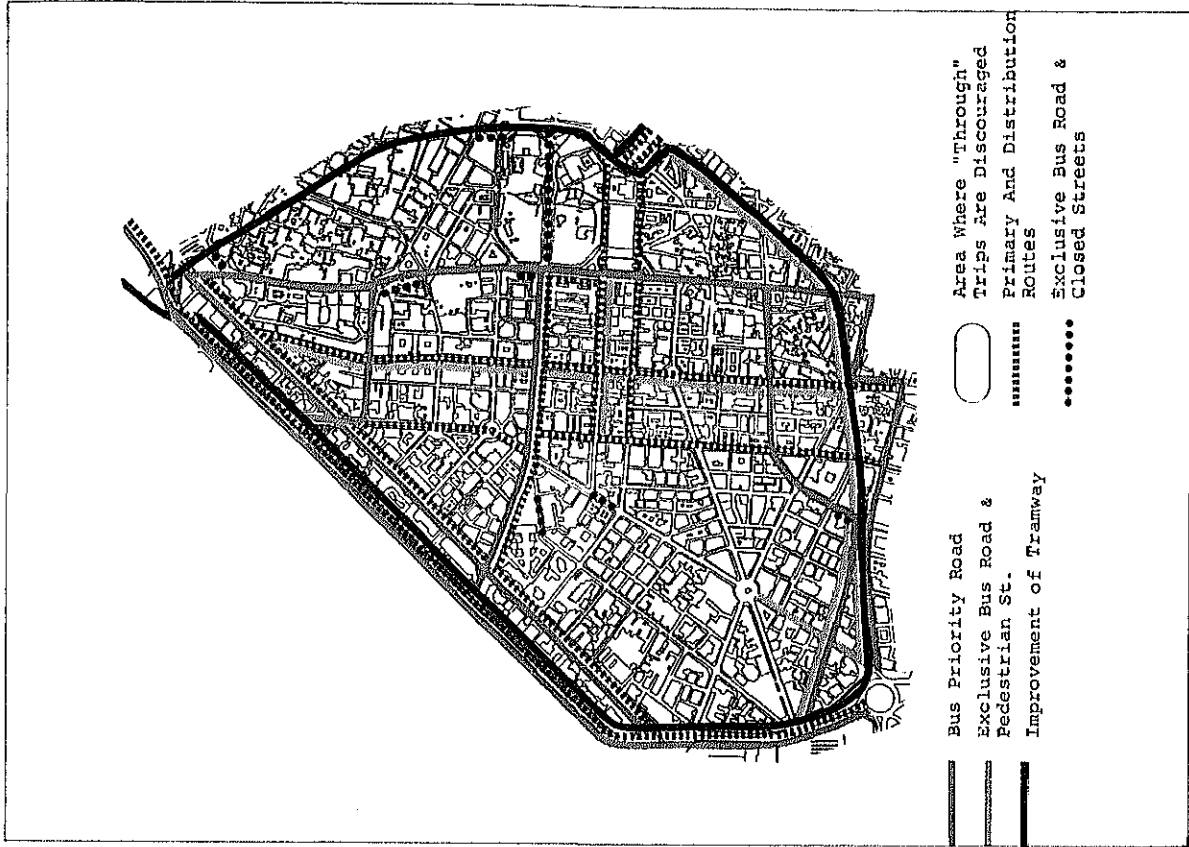 Bus Priority Road
Exclusive Bus Road &
Pedestrian St.
Improvement of Tramway
Area Where "Through"
Trips Are Discouraged
Primary And Distribution
Routes
Exclusive Bus Road &
Closed Streets